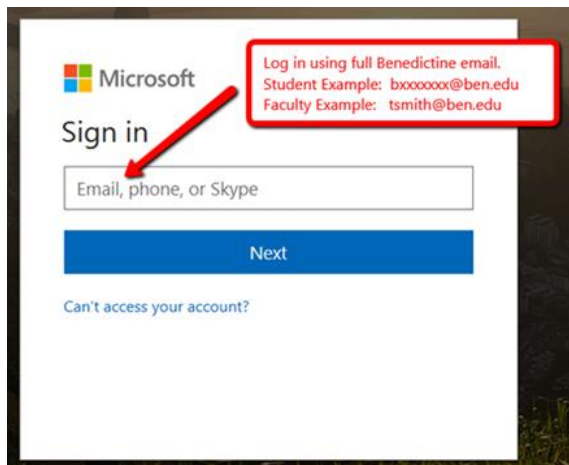 Microsoft
Log in using full Benedictine email.
Student Example: bxxxxxxx@ben.edu
Faculty Example: tsmith@ben.edu
Sign in
Email, phone, or Skype
Next
Can't access your account?